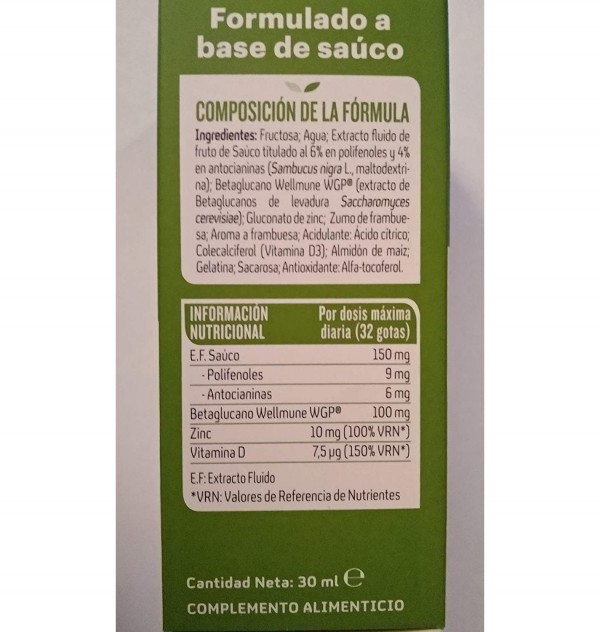 Formulado a
base de saúco
COMPOSICIÓN DE LA FÓRMULA
Ingredientes: Fructosa; Agua; Extracto fluido de
fruto de Saúco titulado al 6% en polifenoles y 4%
en antocianinas (Sambucus nigra L., maltodextri-
na); Betaglucano Wellmune WGP® (extracto de
Betaglucanos de levadura Saccharomyces
cerevisiae); Gluconato de zinc; Zumo de frambue-
sa; Aroma a frambuesa; Acidulante: Ácido cítrico;
Colecalciferol (Vitamina D3); Almidón de maíz;
Gelatina; Sacarosa; Antioxidante: Alfa-tocoferol.
INFORMACIÓN NUTRICIONAL Por dosis máxima diaria (32 gotas)
E.F. Saúco 150 mg
- Polifenoles 9 mg
- Antocianinas 6 mg
Betaglucano Wellmune WGP® 100 mg
Zinc 10 mg (100% VRN*)
Vitamina D 7,5 µg (150% VRN*)
E.F: Extracto Fluido
*VRN: Valores de Referencia de Nutrientes
Cantidad Neta: 30 ml ℮
COMPLEMENTO ALIMENTICIO